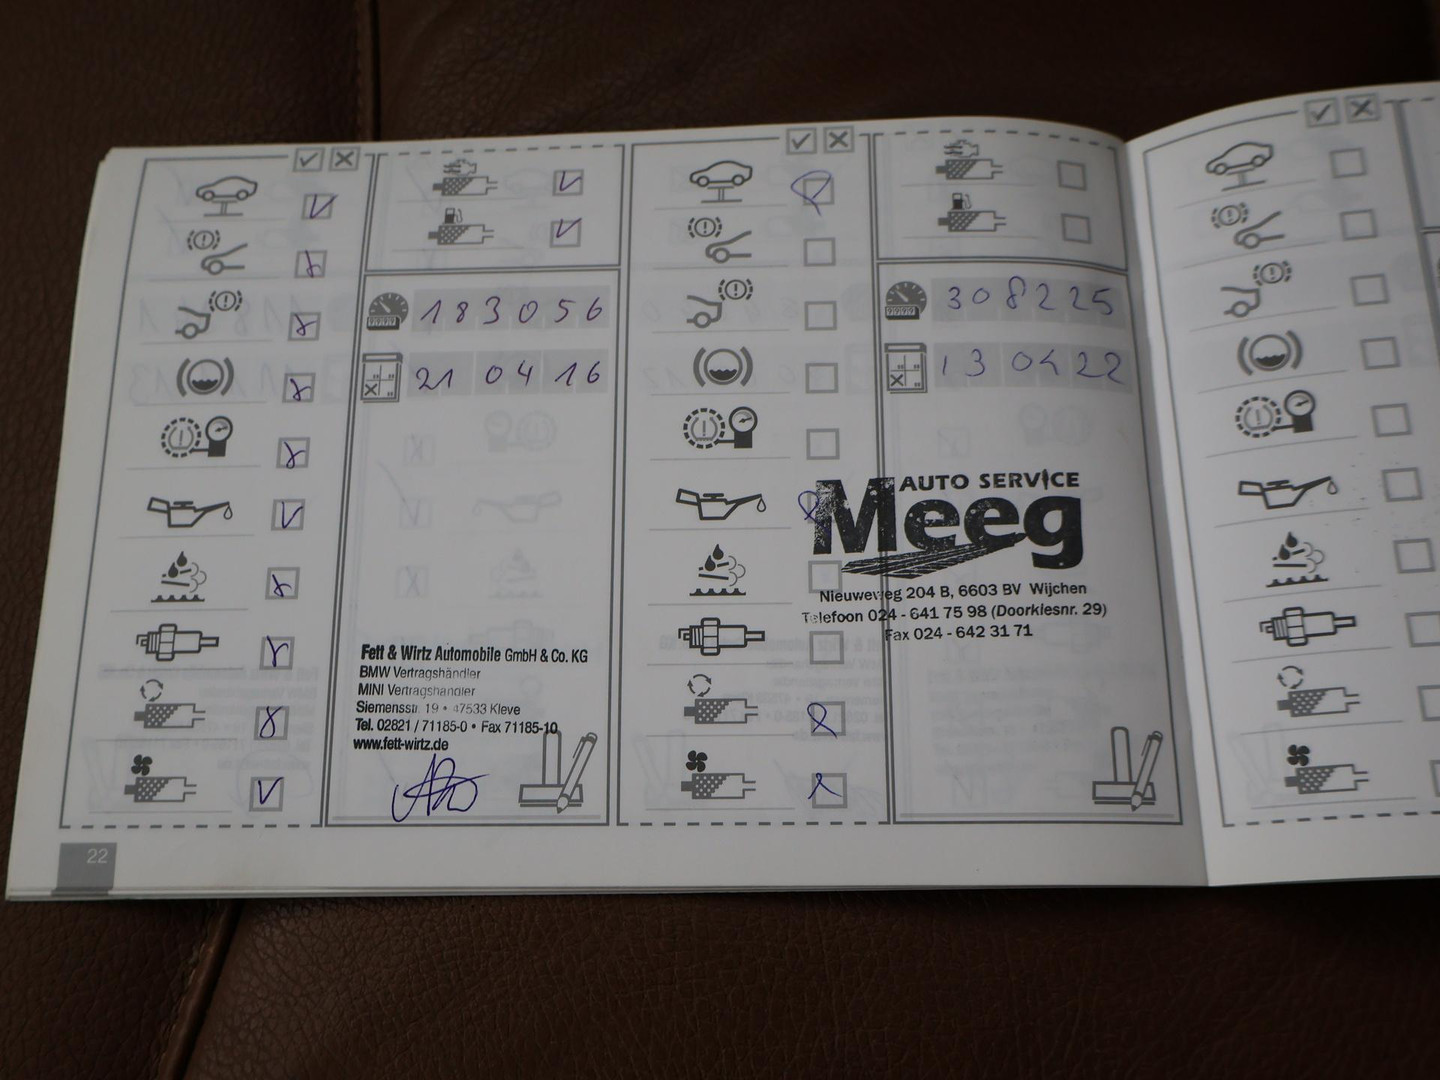 183056
21 04 16
Fett & Wirtz Automobile GmbH & Co. KG
BMW Vertragshändler
MINI Vertragshändler
Siemensstr. 19 • 47533 Kleve
Tel. 02821 / 71185-0 • Fax 71185-10
www.fett-wirtz.de
308225
13 04 22
AUTO SERVICE
Meeg
Nieuweweg 204 B, 6603 BV Wijchen
Telefoon 024 - 641 75 98 (Doorkiesnr. 29)
Fax 024 - 642 31 71
22